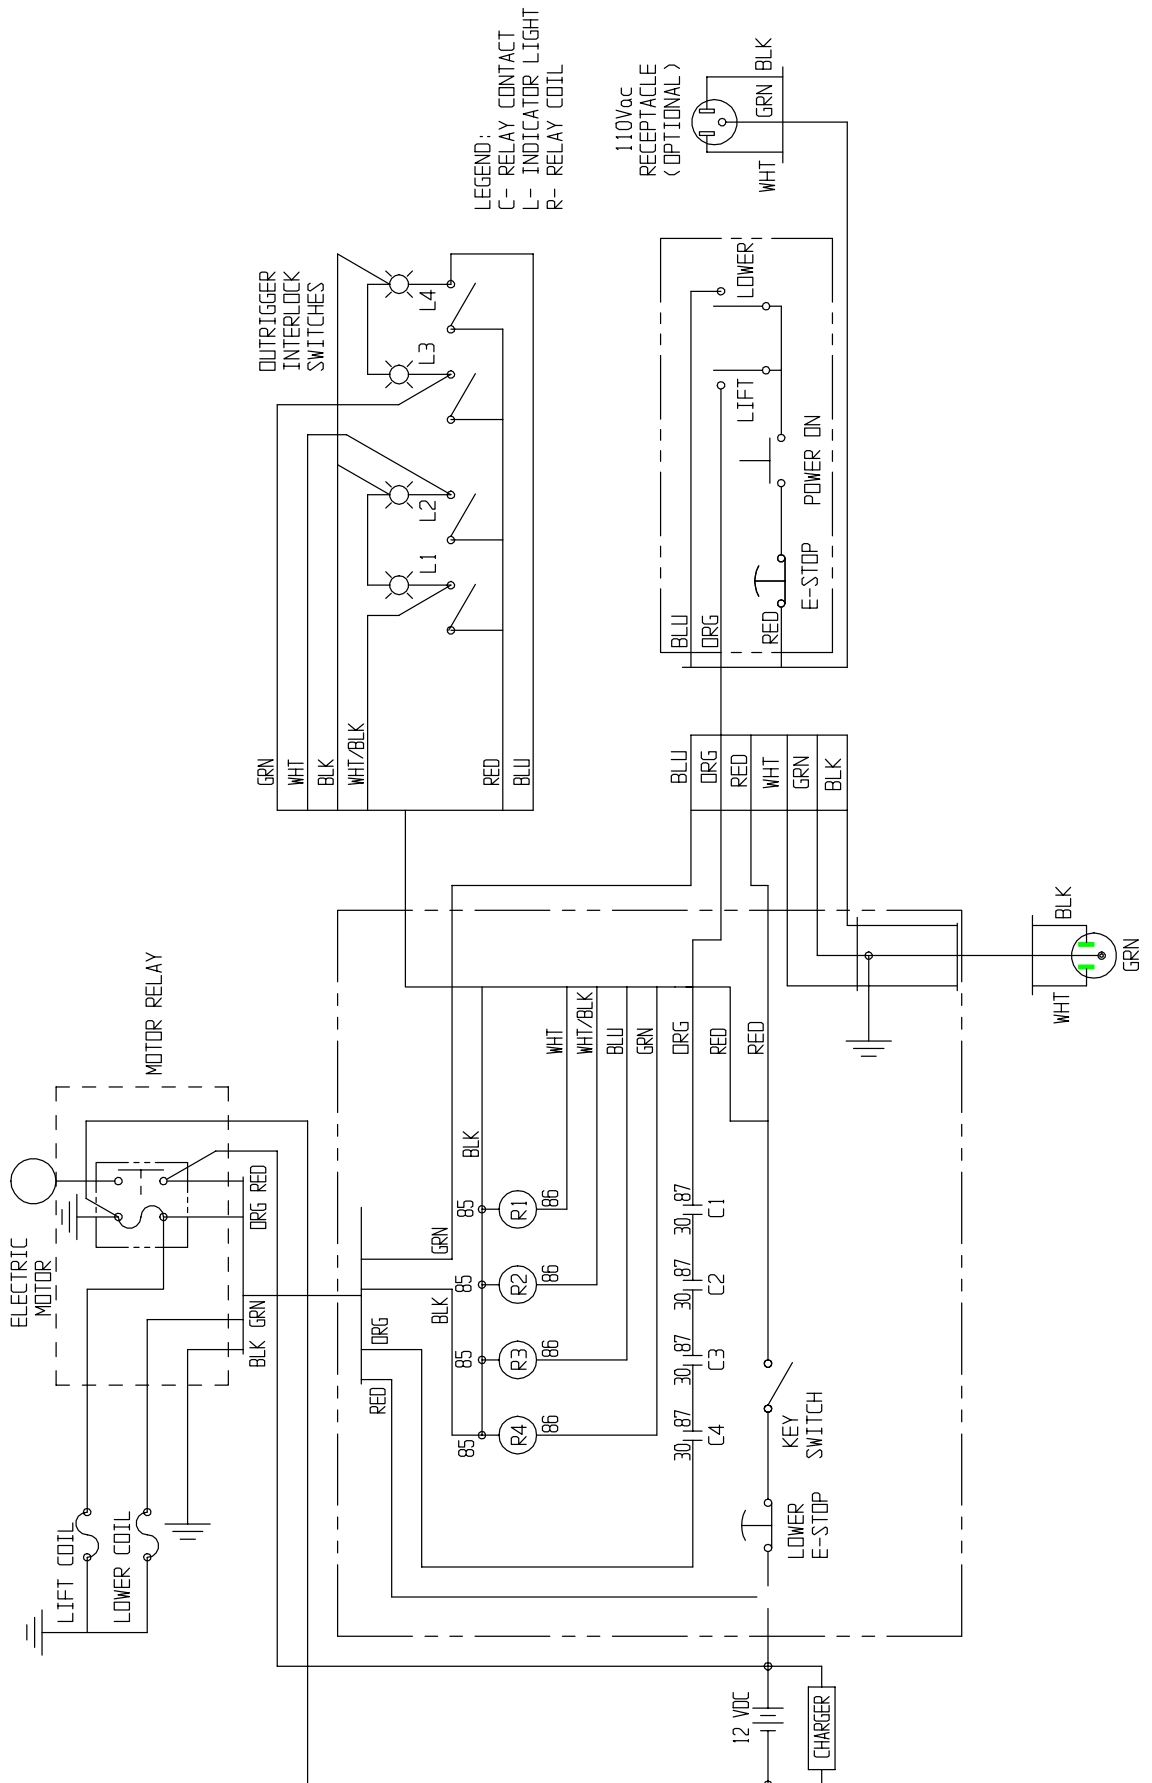 LEGEND:
C- RELAY CONTACT
L- INDICATOR LIGHT
R- RELAY COIL
110Vac
RECEPTACLE
(OPTIONAL)
BLK
GRN
WHT
OUTRIGGER
INTERLOCK
SWITCHES
L4
L3
L2
L1
GRN
WHT
BLK
WHT/BLK
RED
BLU
LOWER
LIFT
POWER ON
E-STOP
BLU
ORG
RED
BLU
ORG
RED
WHT
GRN
BLK
BLK
GRN
WHT
MOTOR RELAY
ELECTRIC
MOTOR
RED
ORG
GRN
BLK
GRN
BLK
ORG
RED
BLK
WHT
WHT/BLK
BLU
GRN
ORG
RED
RED
85
R1
86
85
R2
86
85
R3
86
85
R4
86
30
87
C1
30
87
C2
30
87
C3
30
87
C4
KEY
SWITCH
LOWER
E-STOP
LIFT COIL
LOWER COIL
12 VDC
CHARGER